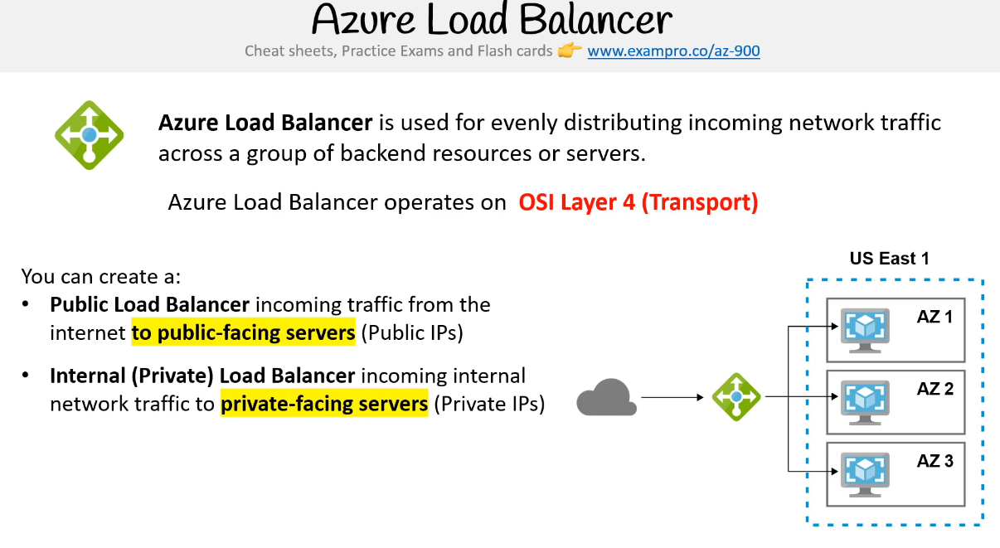 Azure Load Balancer
Cheat sheets, Practice Exams and Flash cards 👉 www.exampro.co/az-900
Azure Load Balancer is used for evenly distributing incoming network traffic
across a group of backend resources or servers.
Azure Load Balancer operates on OSI Layer 4 (Transport)
You can create a:
• Public Load Balancer incoming traffic from the
internet to public-facing servers (Public IPs)
• Internal (Private) Load Balancer incoming internal
network traffic to private-facing servers (Private IPs)
US East 1
AZ 1
AZ 2
AZ 3